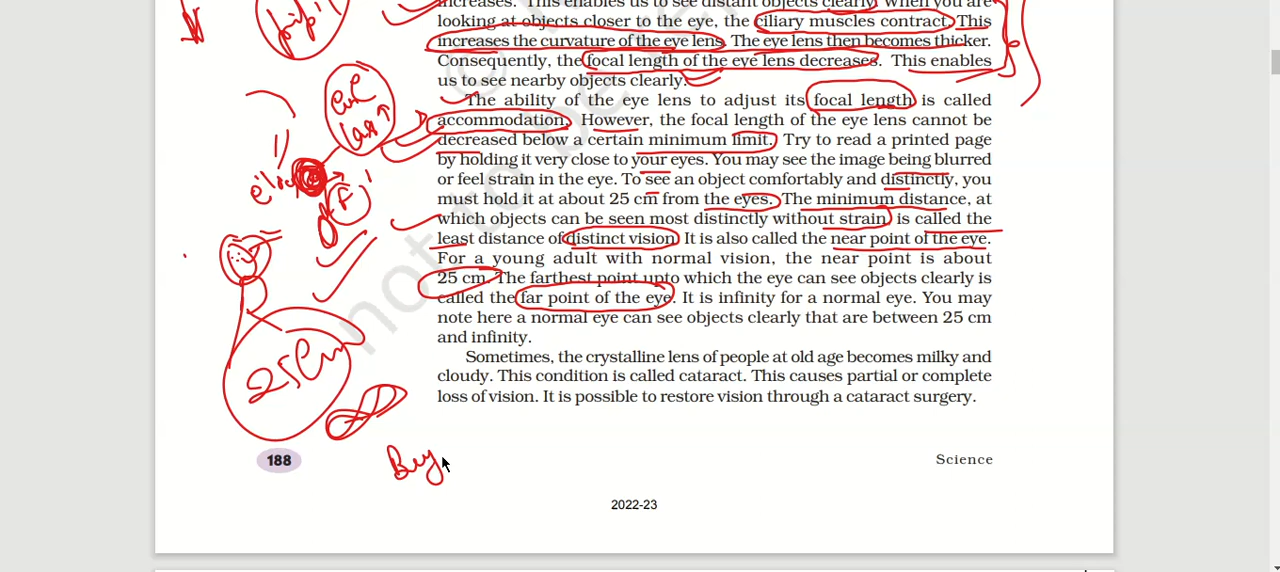 increases. This enables us to see distant objects clearly. When you are
looking at objects closer to the eye, the ciliary muscles contract. This
increases the curvature of the eye lens. The eye lens then becomes thicker.
Consequently, the focal length of the eye lens decreases. This enables
us to see nearby objects clearly.
The ability of the eye lens to adjust its focal length is called
accommodation. However, the focal length of the eye lens cannot be
decreased below a certain minimum limit. Try to read a printed page
by holding it very close to your eyes. You may see the image being blurred
or feel strain in the eye. To see an object comfortably and distinctly, you
must hold it at about 25 cm from the eyes. The minimum distance, at
which objects can be seen most distinctly without strain, is called the
least distance of distinct vision. It is also called the near point of the eye.
For a young adult with normal vision, the near point is about
25 cm. The farthest point upto which the eye can see objects clearly is
called the far point of the eye. It is infinity for a normal eye. You may
note here a normal eye can see objects clearly that are between 25 cm
and infinity.
25cm
Sometimes, the crystalline lens of people at old age becomes milky and
cloudy. This condition is called cataract. This causes partial or complete
loss of vision. It is possible to restore vision through a cataract surgery.
188
Science
2022-23
not to be